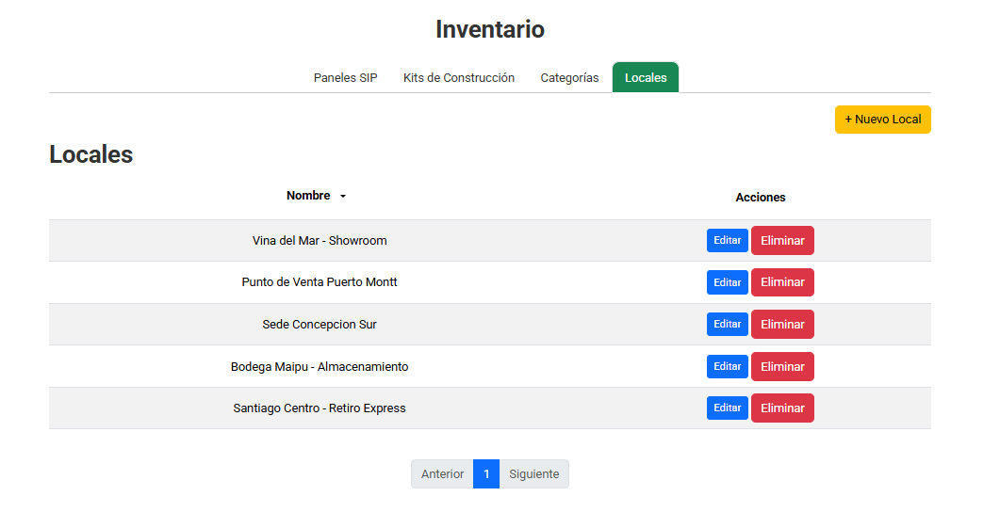 Inventario
Paneles SIP Kits de Construcción Categorías Locales
+ Nuevo Local
Locales
Nombre Acciones
Vina del Mar - Showroom Editar Eliminar
Punto de Venta Puerto Montt Editar Eliminar
Sede Concepcion Sur Editar Eliminar
Bodega Maipu - Almacenamiento Editar Eliminar
Santiago Centro - Retiro Express Editar Eliminar
Anterior 1 Siguiente